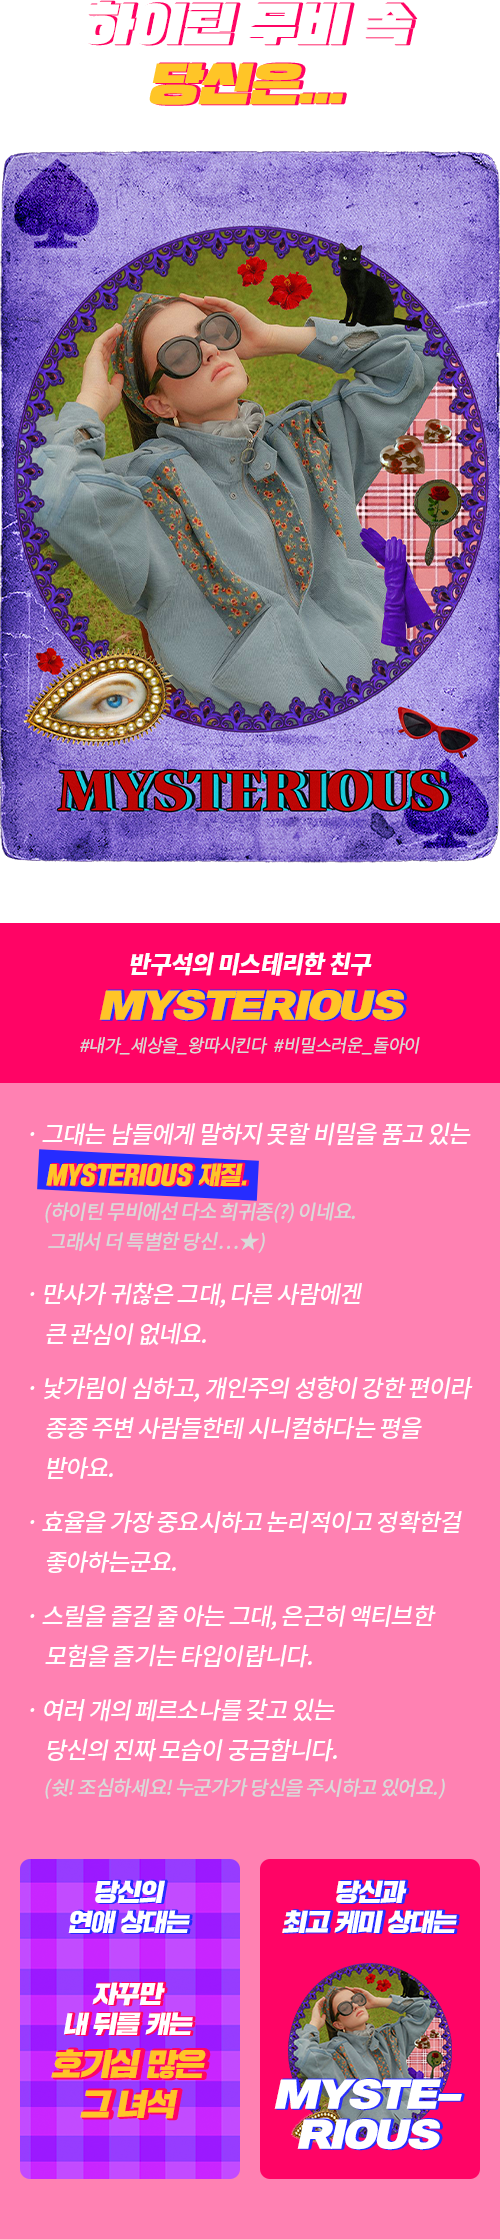 하이틴 무비 속
당신은...
MYSTERIOUS
반구석의 미스테리한 친구
MYSTERIOUS
#내가_세상을_왕따시킨다 #비밀스러운_돌아이
· 그대는 남들에게 말하지 못할 비밀을 품고 있는
MYSTERIOUS 재질.
(하이틴 무비에선 다소 희귀종(?) 이네요.
그래서 더 특별한 당신...★)
· 만사가 귀찮은 그대, 다른 사람에겐
큰 관심이 없네요.
· 낯가림이 심하고, 개인주의 성향이 강한 편이라
종종 주변 사람들한테 시니컬하다는 평을
받아요.
· 효율을 가장 중요시하고 논리적이고 정확한걸
좋아하는군요.
· 스릴을 즐길 줄 아는 그대, 은근히 액티브한
모험을 즐기는 타입이랍니다.
· 여러 개의 페르소나를 갖고 있는
당신의 진짜 모습이 궁금합니다.
(쉿! 조심하세요! 누군가가 당신을 주시하고 있어요.)
당신의
연애 상대는
자꾸만
내 뒤를 캐는
호기심 많은
그 녀석
당신과
최고 케미 상대는
MYSTE-
RIOUS